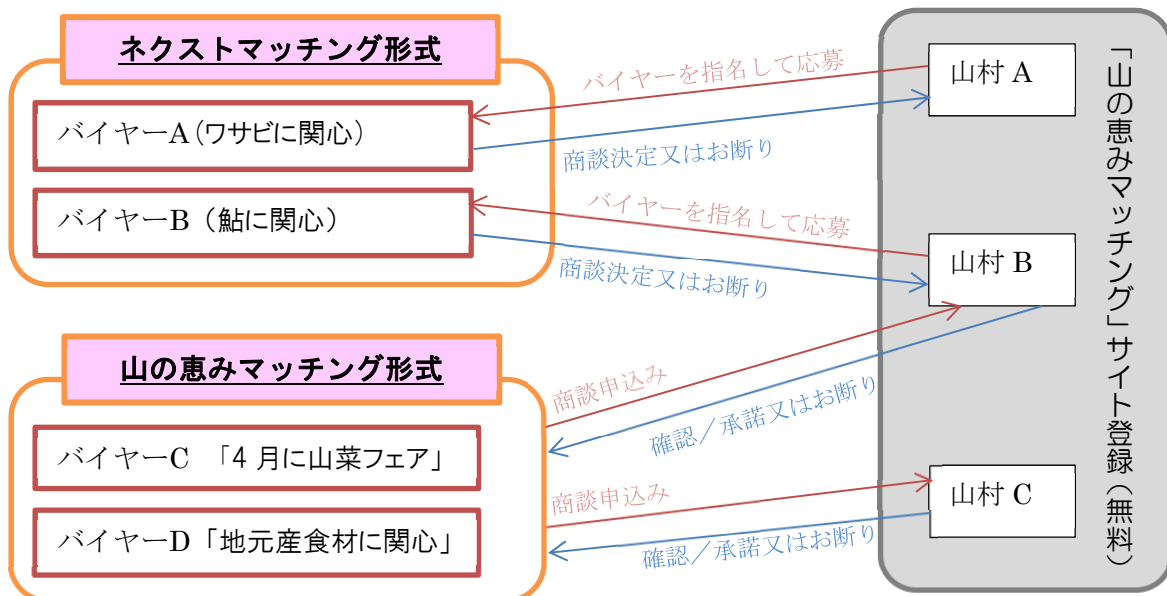 ネクストマッチング形式
バイヤーA(ワサビに関心)
バイヤーB（鮎に関心）
バイヤーを指名して応募
商談決定又はお断り
バイヤーを指名して応募
商談決定又はお断り
山の恵みマッチング形式
バイヤーC 「4 月に山菜フェア」
バイヤーD「地元産食材に関心」
商談申込み
確認／承諾又はお断り
商談申込み
確認／承諾又はお断り
山村 A
山村 B
山村 C
「山の恵みマッチング」サイト登録（無料）